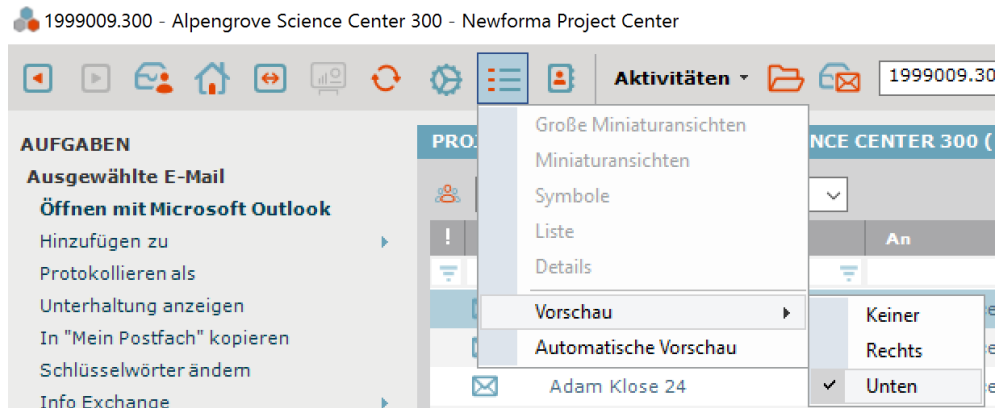 1999009.300 - Alpengrove Science Center 300 - Newforma Project Center
Aktivitäten
1999009.30
AUFGABEN
Ausgewählte E-Mail
Öffnen mit Microsoft Outlook
Hinzufügen zu
Protokollieren als
Unterhaltung anzeigen
In "Mein Postfach" kopieren
Schlüsselwörter ändern
Info Exchange
Große Miniaturansichten
Miniaturansichten
Symbole
Liste
Details
Vorschau
Automatische Vorschau
Keiner
Rechts
Unten
NCE CENTER 300 (
!
An
Adam Klose 24